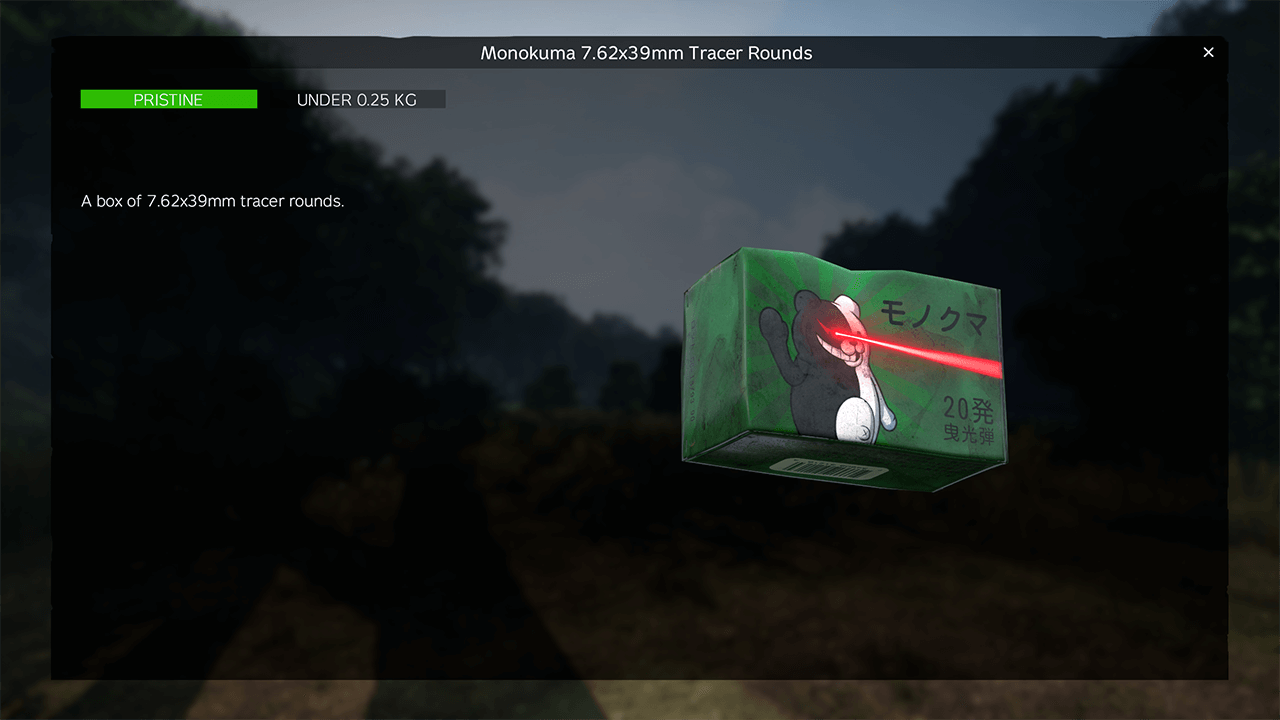 Monokuma 7.62x39mm Tracer Rounds
PRISTINE
UNDER 0.25 KG
A box of 7.62x39mm tracer rounds.
モノクマ
20発
曳光弾